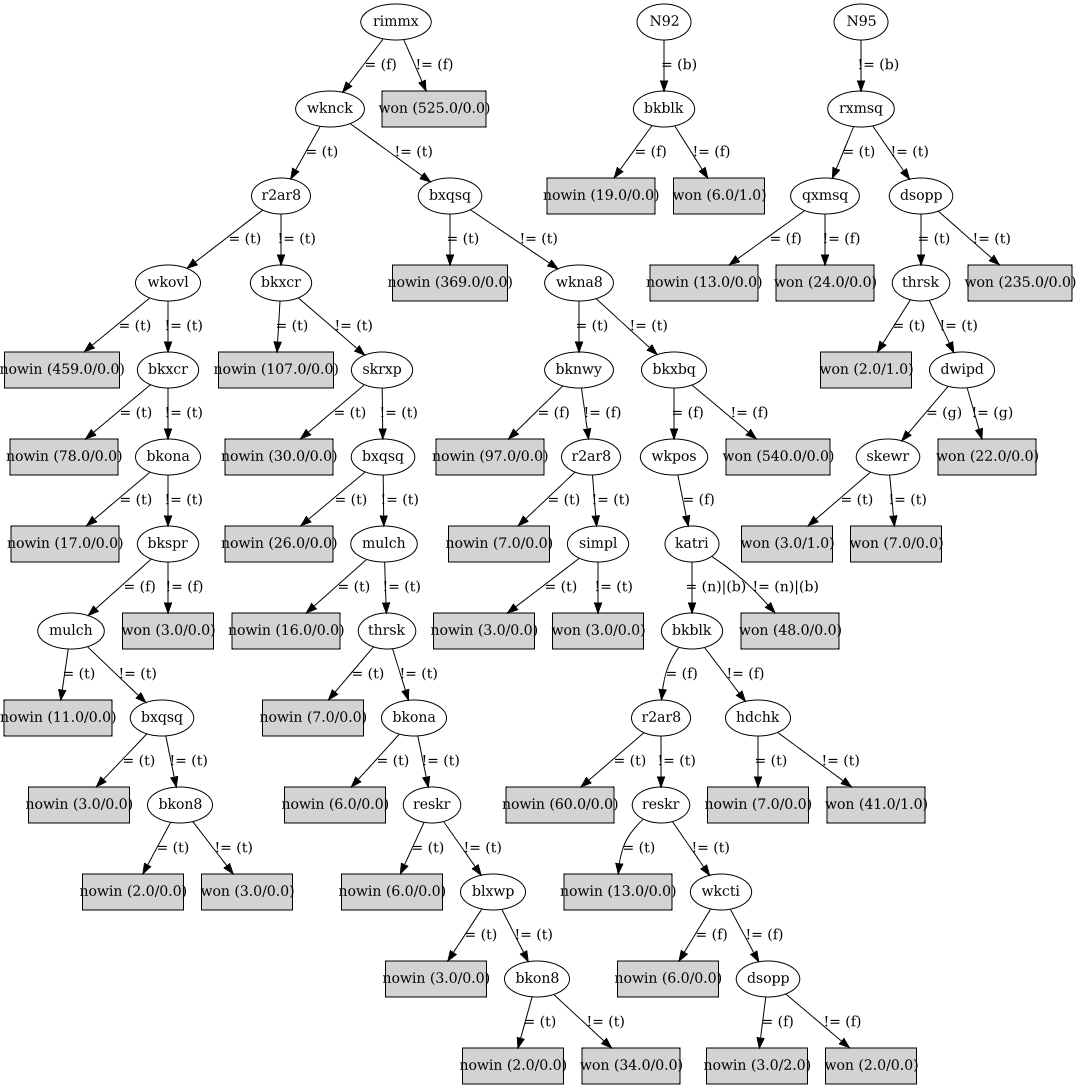 rimmx N92 N95
= (f) != (f) = (b) != (b)
wknck won (525.0/0.0) bkblk rxmsq
= (t) != (t) = (f) != (f) = (t) != (t)
r2ar8 bxqsq nowin (19.0/0.0) won (6.0/1.0) qxmsq dsopp
= (t) != (t) = (t) != (t) = (f) != (f) = (t) != (t)
wkovl bkxcr nowin (369.0/0.0) wkna8 nowin (13.0/0.0) won (24.0/0.0) thrsk won (235.0/0.0)
= (t) != (t) = (t) != (t) = (t) != (t) = (t) != (t)
nowin (459.0/0.0) bkxcr nowin (107.0/0.0) skrxp bknwy bkxbq won (2.0/1.0) dwipd
= (t) != (t) = (t) != (t) = (f) != (f) = (f) != (f) = (g) != (g)
nowin (78.0/0.0) bkona nowin (30.0/0.0) bxqsq nowin (97.0/0.0) r2ar8 wkpos won (540.0/0.0) skewr won (22.0/0.0)
= (t) != (t) = (t) != (t) = (t) != (t) = (f) = (t) != (t)
nowin (17.0/0.0) bkspr nowin (26.0/0.0) mulch nowin (7.0/0.0) simpl katri won (3.0/1.0) won (7.0/0.0)
= (f) != (f) = (t) != (t) = (t) != (t) = (n)|(b) != (n)|(b)
mulch won (3.0/0.0) nowin (16.0/0.0) thrsk nowin (3.0/0.0) won (3.0/0.0) bkblk won (48.0/0.0)
= (t) != (t) = (t) != (t) = (f) != (f)
nowin (11.0/0.0) bxqsq nowin (7.0/0.0) bkona r2ar8 hdchk
= (t) != (t) = (t) != (t) = (t) != (t) = (t) != (t)
nowin (3.0/0.0) bkon8 nowin (6.0/0.0) reskr nowin (60.0/0.0) reskr nowin (7.0/0.0) won (41.0/1.0)
= (t) != (t) = (t) != (t) = (t) != (t)
nowin (2.0/0.0) won (3.0/0.0) nowin (6.0/0.0) blxwp nowin (13.0/0.0) wkcti
= (t) != (t) = (f) != (f)
nowin (3.0/0.0) bkon8 nowin (6.0/0.0) dsopp
= (t) != (t) = (f) != (f)
nowin (2.0/0.0) won (34.0/0.0) nowin (3.0/2.0) won (2.0/0.0)